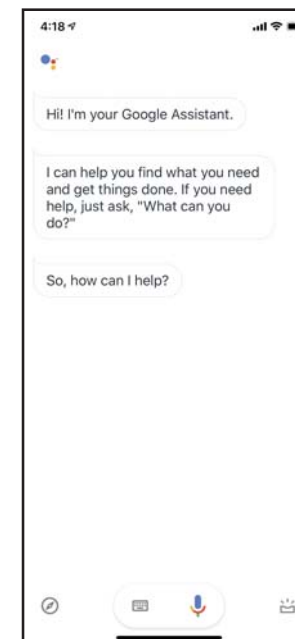 4:18
Hi! I'm your Google Assistant.
I can help you find what you need
and get things done. If you need
help, just ask, "What can you
do?"
So, how can I help?